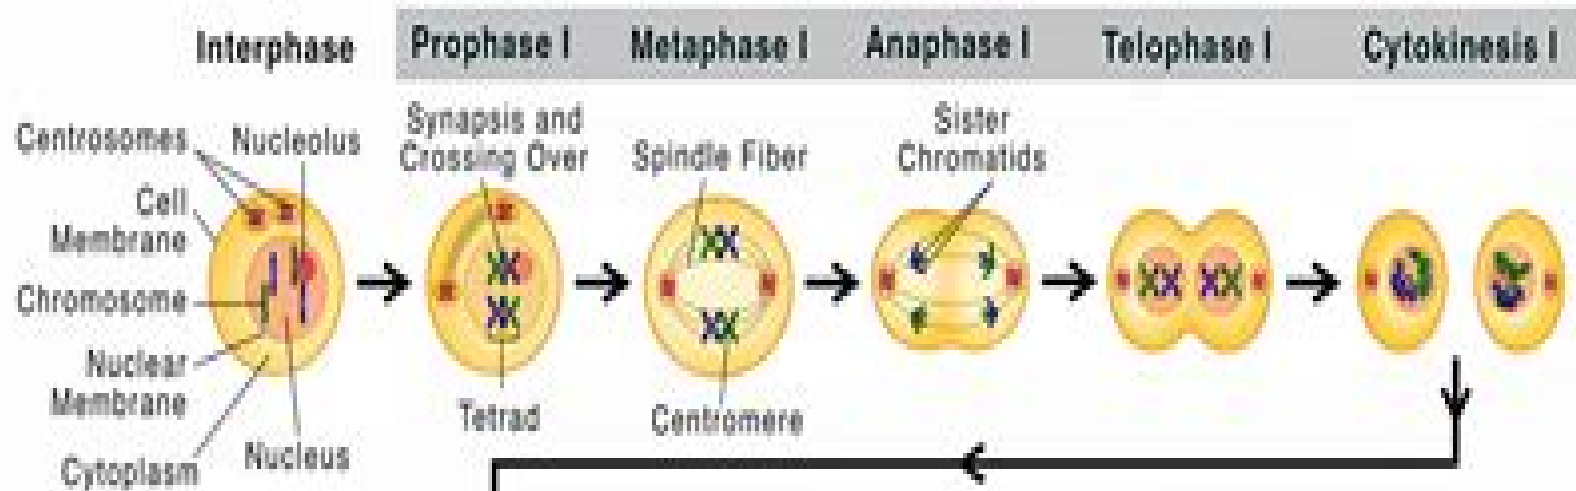 Interphase
Prophase I
Metaphase I
Anaphase I
Telophase I
Cytokinesis I
Centrosomes
Nucleolus
Cell
Membrane
Chromosome
Nuclear
Membrane
Cytoplasm
Nucleus
Synapsis and
Crossing Over
Tetrad
Spindle Fiber
Centromere
Sister
Chromatids